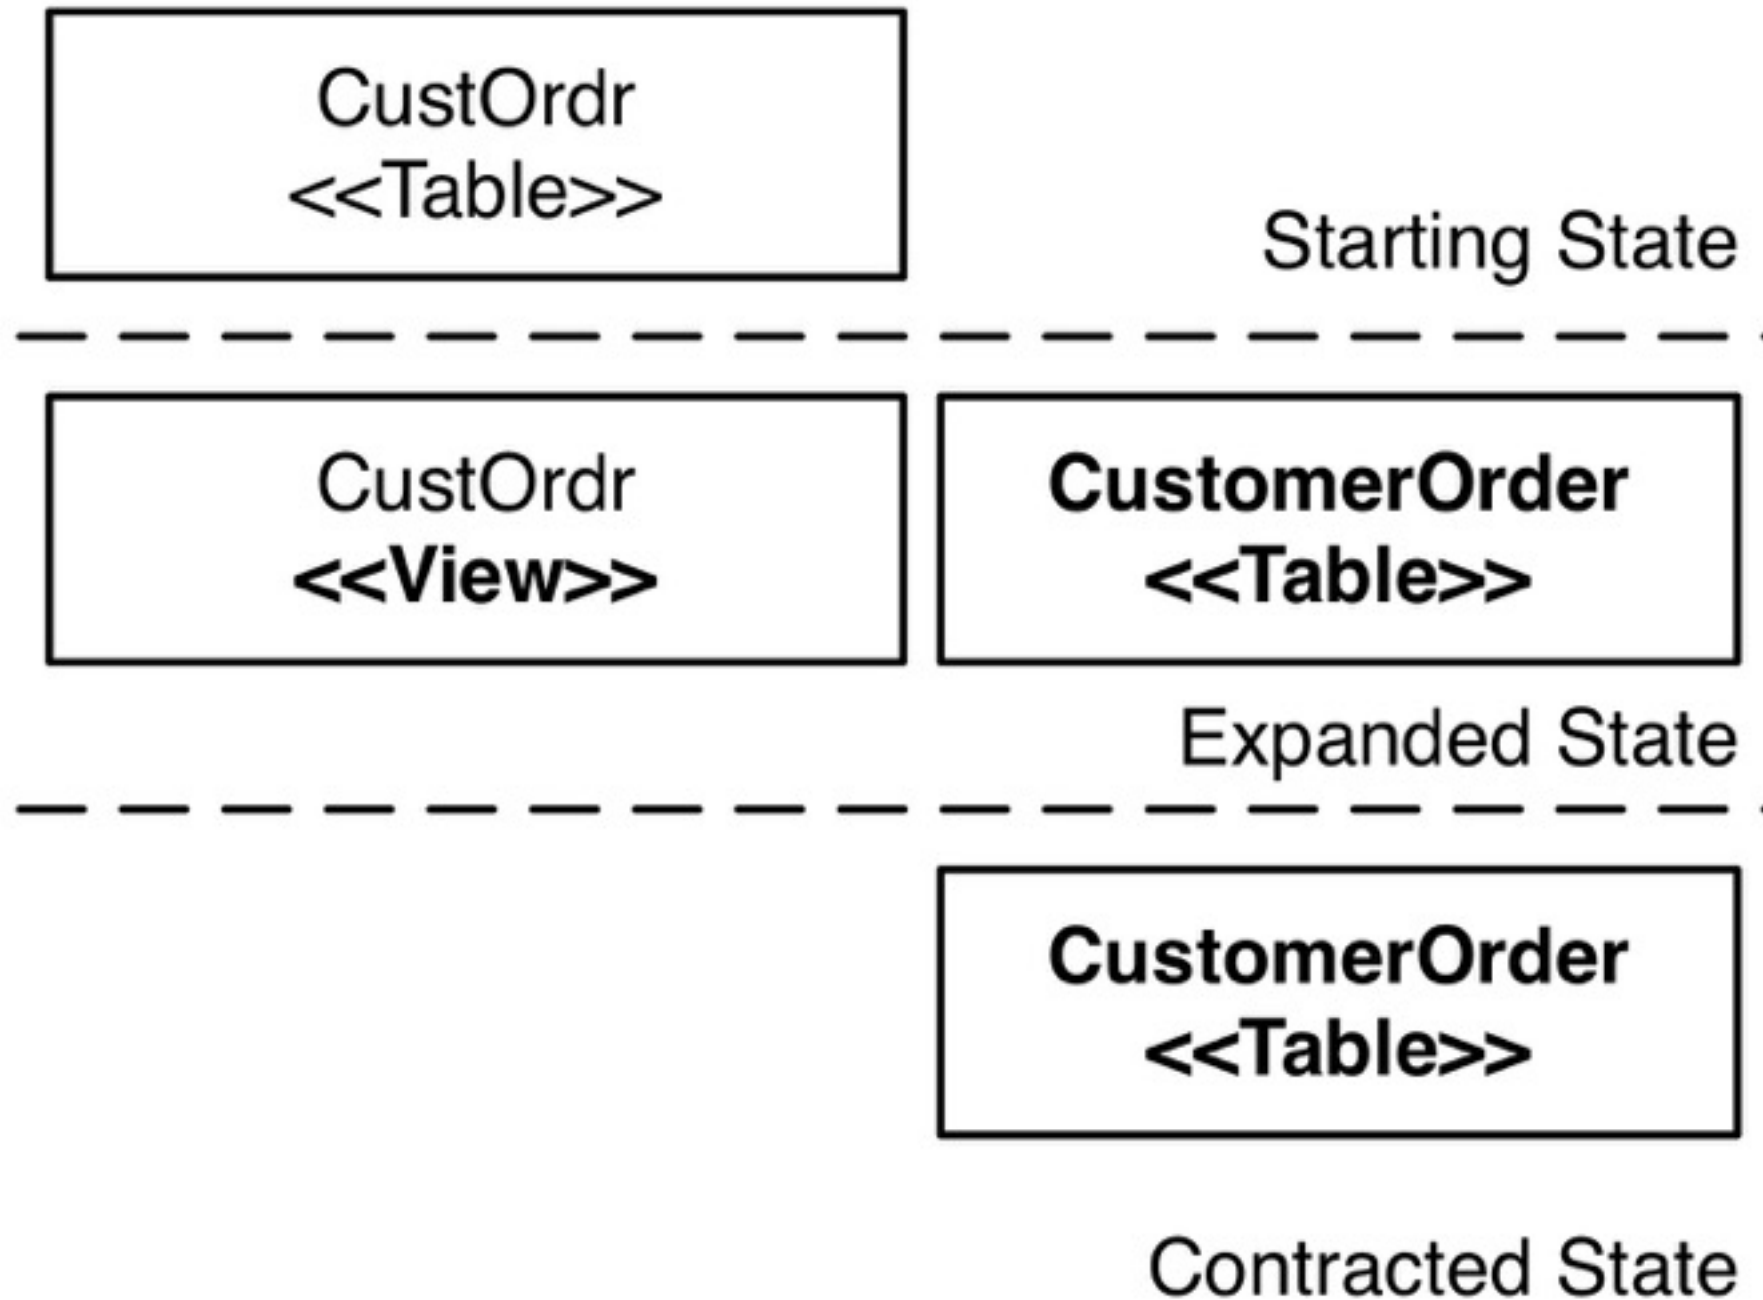 CustOrdr
<<Table>>
Starting State
CustOrdr
<<View>>
CustomerOrder
<<Table>>
Expanded State
CustomerOrder
<<Table>>
Contracted State